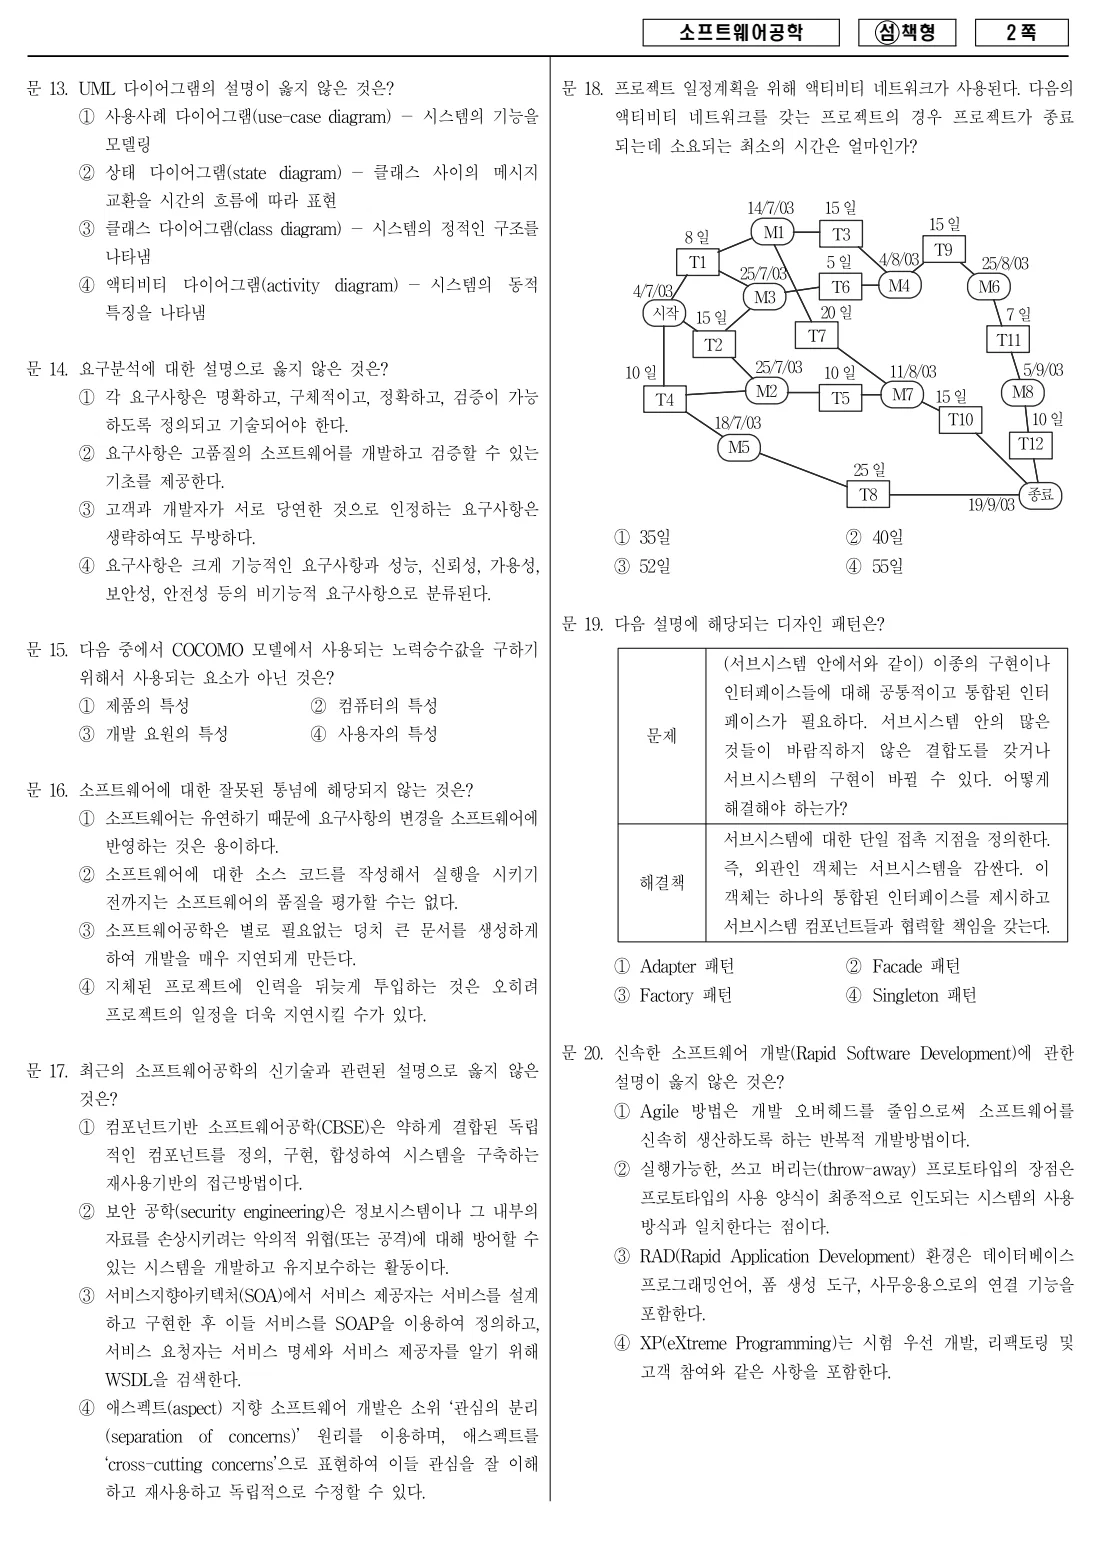 소프트웨어공학
섬책형
2쪽
문 13. UML 다이어그램의 설명이 옳지 않은 것은?
① 사용사례 다이어그램(use-case diagram) - 시스템의 기능을
모델링
② 상태 다이어그램(state diagram) - 클래스 사이의 메시지
교환을 시간의 흐름에 따라 표현
③ 클래스 다이어그램(class diagram) - 시스템의 정적인 구조를
나타냄
④ 액티비티 다이어그램(activity diagram) - 시스템의 동적
특징을 나타냄
문 14. 요구분석에 대한 설명으로 옳지 않은 것은?
① 각 요구사항은 명확하고, 구체적이고, 정확하고, 검증이 가능
하도록 정의되고 기술되어야 한다.
② 요구사항은 고품질의 소프트웨어를 개발하고 검증할 수 있는
기초를 제공한다.
③ 고객과 개발자가 서로 당연한 것으로 인정하는 요구사항은
생략하여도 무방하다.
④ 요구사항은 크게 기능적인 요구사항과 성능, 신뢰성, 가용성,
보안성, 안전성 등의 비기능적 요구사항으로 분류된다.
문 15. 다음 중에서 COCOMO 모델에서 사용되는 노력승수값을 구하기
위해서 사용되는 요소가 아닌 것은?
① 제품의 특성 ② 컴퓨터의 특성
③ 개발 요원의 특성 ④ 사용자의 특성
문 16. 소프트웨어에 대한 잘못된 통념에 해당되지 않는 것은?
① 소프트웨어는 유연하기 때문에 요구사항의 변경을 소프트웨어에
반영하는 것은 용이하다.
② 소프트웨어에 대한 소스 코드를 작성해서 실행을 시키기
전까지는 소프트웨어의 품질을 평가할 수는 없다.
③ 소프트웨어공학은 별로 필요없는 덩치 큰 문서를 생성하게
하여 개발을 매우 지연되게 만든다.
④ 지체된 프로젝트에 인력을 뒤늦게 투입하는 것은 오히려
프로젝트의 일정을 더욱 지연시킬 수가 있다.
문 17. 최근의 소프트웨어공학의 신기술과 관련된 설명으로 옳지 않은
것은?
① 컴포넌트기반 소프트웨어공학(CBSE)은 약하게 결합된 독립
적인 컴포넌트를 정의, 구현, 합성하여 시스템을 구축하는
재사용기반의 접근방법이다.
② 보안 공학(security engineering)은 정보시스템이나 그 내부의
자료를 손상시키려는 악의적 위협(또는 공격)에 대해 방어할 수
있는 시스템을 개발하고 유지보수하는 활동이다.
③ 서비스지향아키텍처(SOA)에서 서비스 제공자는 서비스를 설계
하고 구현한 후 이들 서비스를 SOAP을 이용하여 정의하고,
서비스 요청자는 서비스 명세와 서비스 제공자를 알기 위해
WSDL을 검색한다.
④ 애스펙트(aspect) 지향 소프트웨어 개발은 소위 ‘관심의 분리
(separation of concerns)’ 원리를 이용하며, 애스펙트를
‘cross-cutting concerns’으로 표현하여 이들 관심을 잘 이해
하고 재사용하고 독립적으로 수정할 수 있다.
문 18. 프로젝트 일정계획을 위해 액티비티 네트워크가 사용된다. 다음의
액티비티 네트워크를 갖는 프로젝트의 경우 프로젝트가 종료
되는데 소요되는 최소의 시간은 얼마인가?
14/7/03 15일
M1 T3 15일
8일 T9
T1 25/7/03 5일 4/8/03 25/8/03
4/7/03 M3 T6 M4 M6
시작 15일 20일 7일
T2 T7 T11
10일 25/7/03 10일 11/8/03 5/9/03
T4 M2 T5 M7 15일 M8
18/7/03 T10 10일
M5 T12
25일
T8 19/9/03 종료
① 35일 ② 40일
③ 52일 ④ 55일
문 19. 다음 설명에 해당되는 디자인 패턴은?
문제
(서브시스템 안에서와 같이) 이종의 구현이나
인터페이스들에 대해 공통적이고 통합된 인터
페이스가 필요하다. 서브시스템 안의 많은
것들이 바람직하지 않은 결합도를 갖거나
서브시스템의 구현이 바뀔 수 있다. 어떻게
해결해야 하는가?
해결책
서브시스템에 대한 단일 접촉 지점을 정의한다.
즉, 외관인 객체는 서브시스템을 감싼다. 이
객체는 하나의 통합된 인터페이스를 제시하고
서브시스템 컴포넌트들과 협력할 책임을 갖는다.
① Adapter 패턴 ② Facade 패턴
③ Factory 패턴 ④ Singleton 패턴
문 20. 신속한 소프트웨어 개발(Rapid Software Development)에 관한
설명이 옳지 않은 것은?
① Agile 방법은 개발 오버헤드를 줄임으로써 소프트웨어를
신속히 생산하도록 하는 반복적 개발방법이다.
② 실행가능한, 쓰고 버리는(throw-away) 프로토타입의 장점은
프로토타입의 사용 양식이 최종적으로 인도되는 시스템의 사용
방식과 일치한다는 점이다.
③ RAD(Rapid Application Development) 환경은 데이터베이스
프로그래밍언어, 폼 생성 도구, 사무응용으로의 연결 기능을
포함한다.
④ XP(eXtreme Programming)는 시험 우선 개발, 리팩토링 및
고객 참여와 같은 사항을 포함한다.